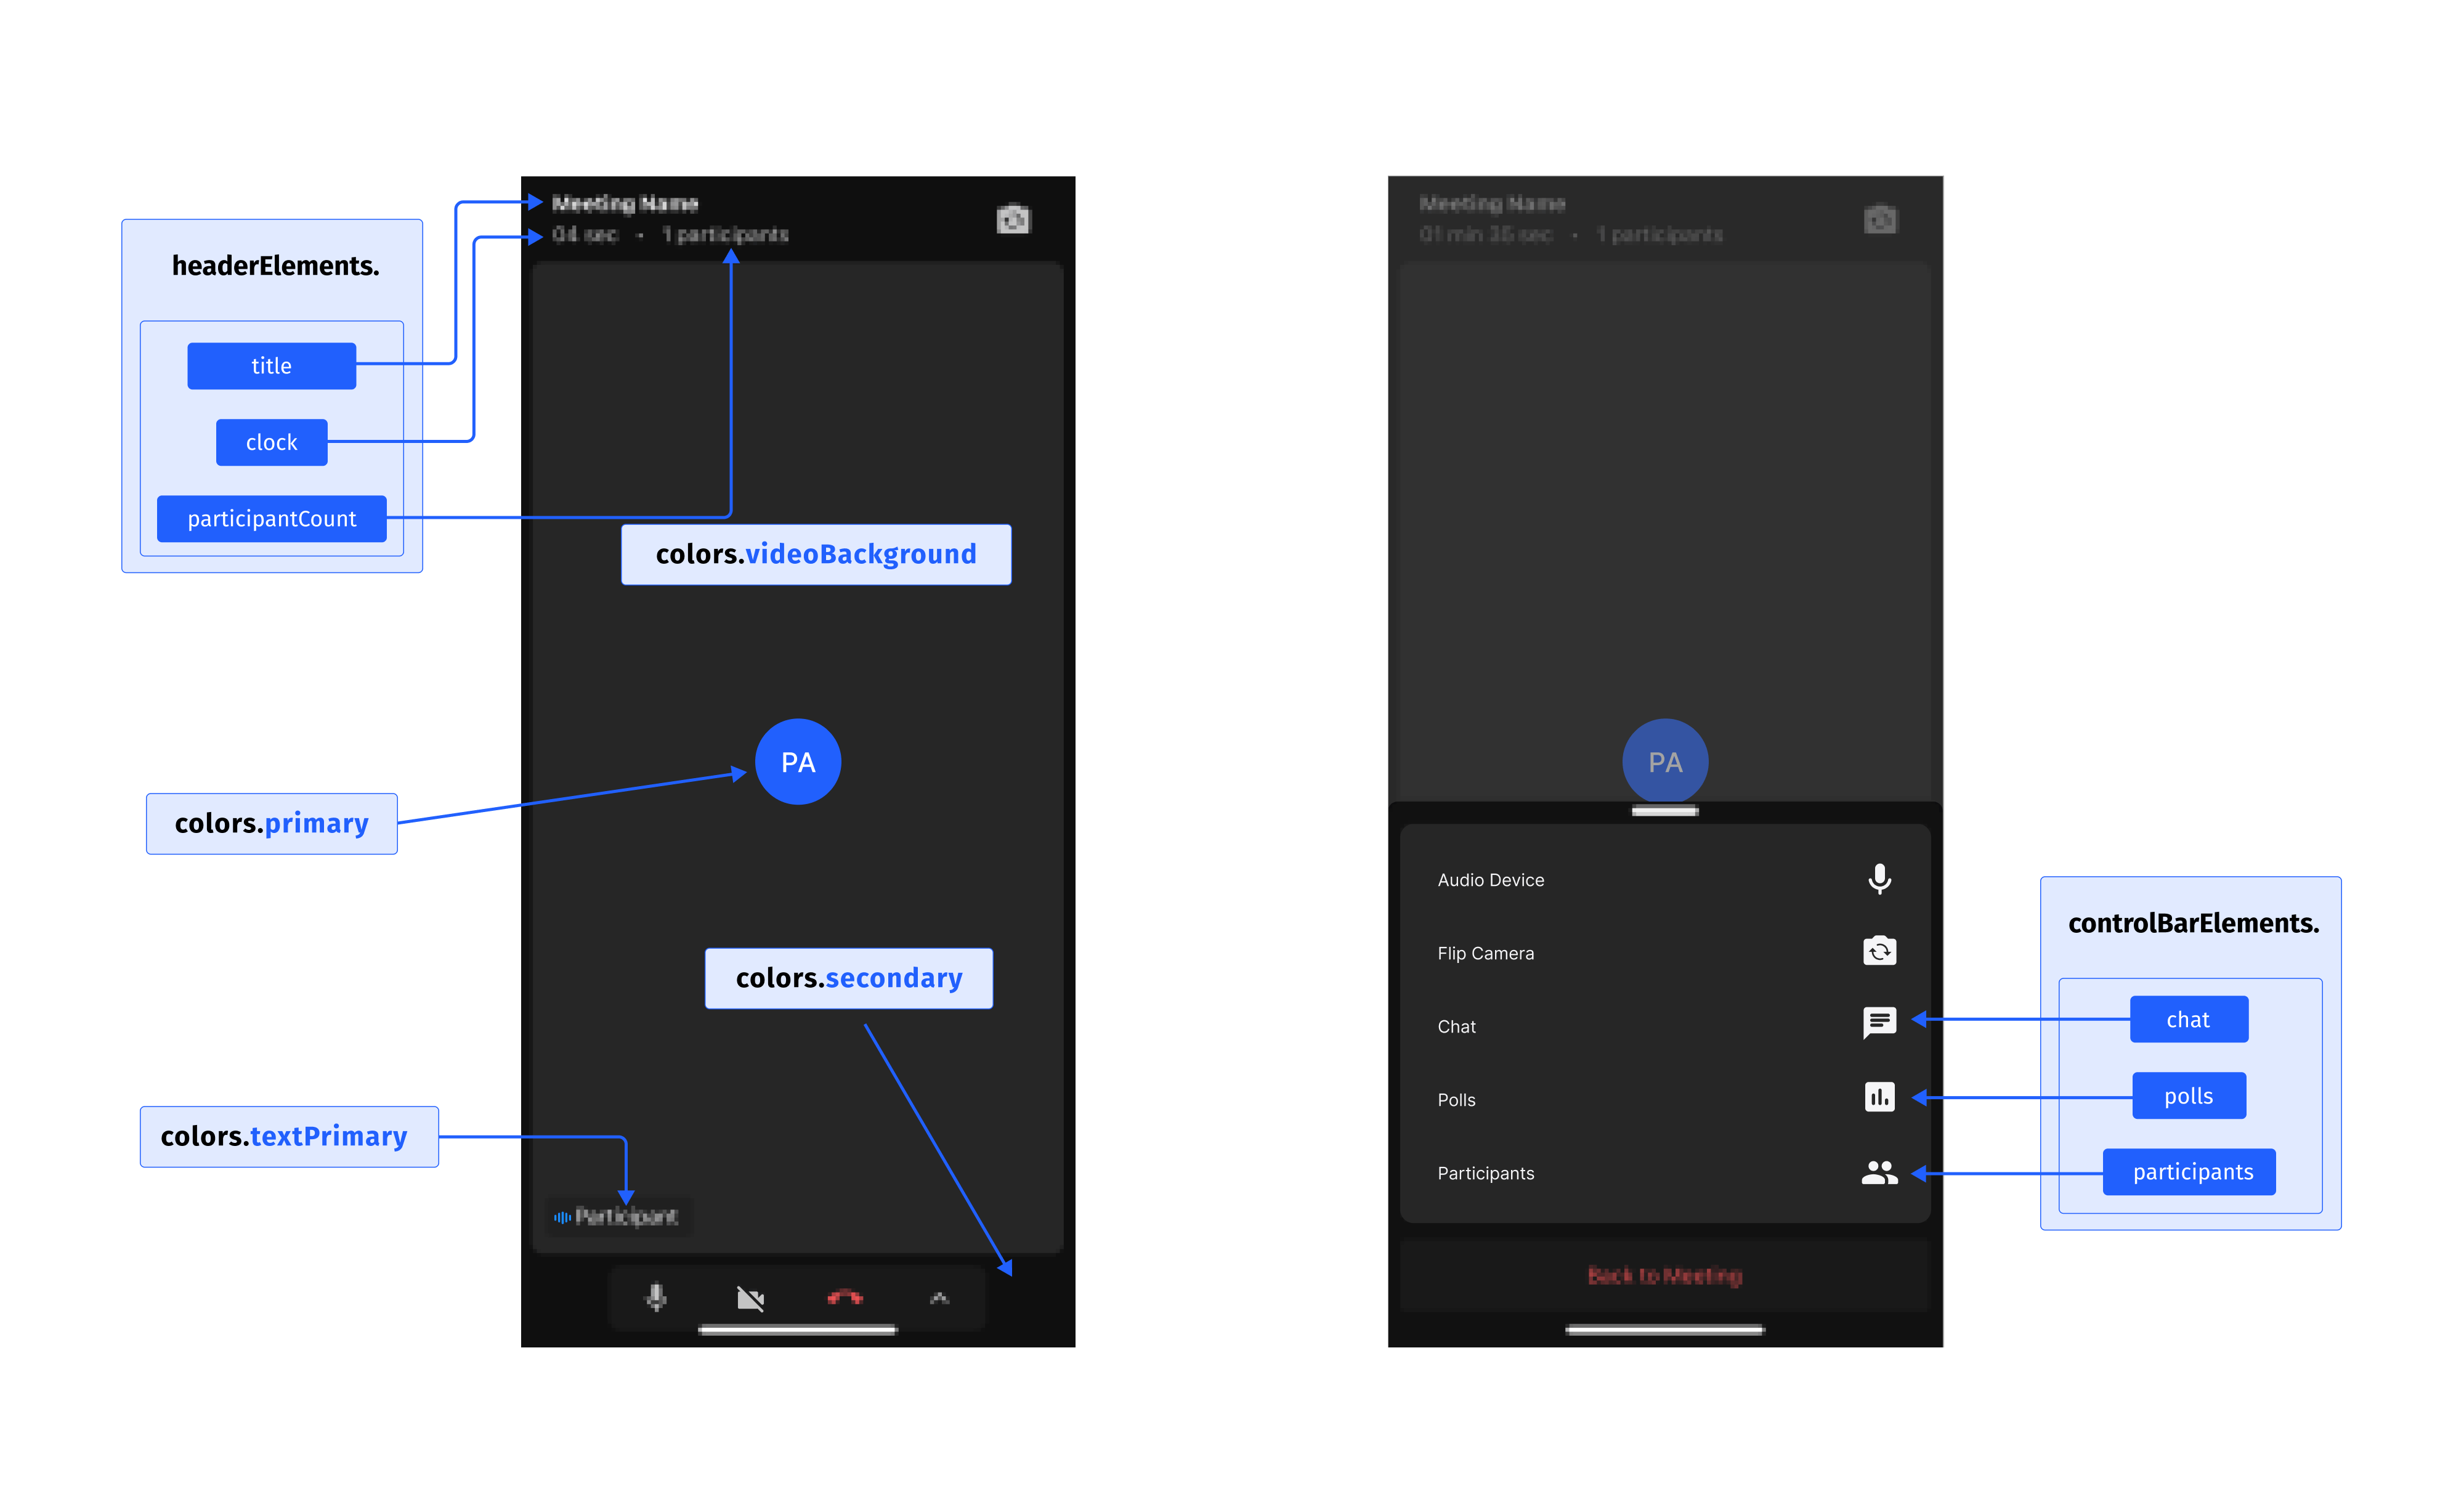 headerElements.
title
clock
participantCount
Meeting Name
04 sec · 1 participants
colors.videoBackground
PA
colors.primary
colors.secondary
colors.textPrimary
Participant
Meeting Name
01 min 35 sec · 1 participants
PA
Audio Device
Flip Camera
Chat
Polls
Participants
Back to Meeting
controlBarElements.
chat
polls
participants